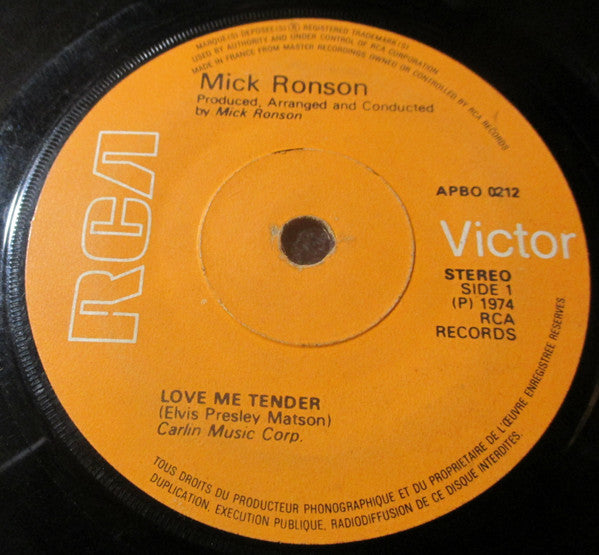 MARQUE(S) DEPOSEE(S) ® REGISTERED TRADEMARK(S)
USED BY AUTHORITY AND UNDER CONTROL OF RCA CORPORATION
MADE IN FRANCE FROM MASTER RECORDINGS OWNED OR CONTROLLED BY RCA RECORDS
Mick Ronson
Produced, Arranged and Conducted
by Mick Ronson
RCA
APBO 0212
Victor
STEREO
SIDE 1
(P) 1974
RCA
RECORDS
LOVE ME TENDER
(Elvis Presley Matson)
Carlin Music Corp.
TOUS DROITS DU PRODUCTEUR PHONOGRAPHIQUE ET DU PROPRIETAIRE DE L'ŒUVRE ENREGISTREE RESERVES.
DUPLICATION, EXECUTION PUBLIQUE, RADIODIFFUSION DE CE DISQUE INTERDITES.